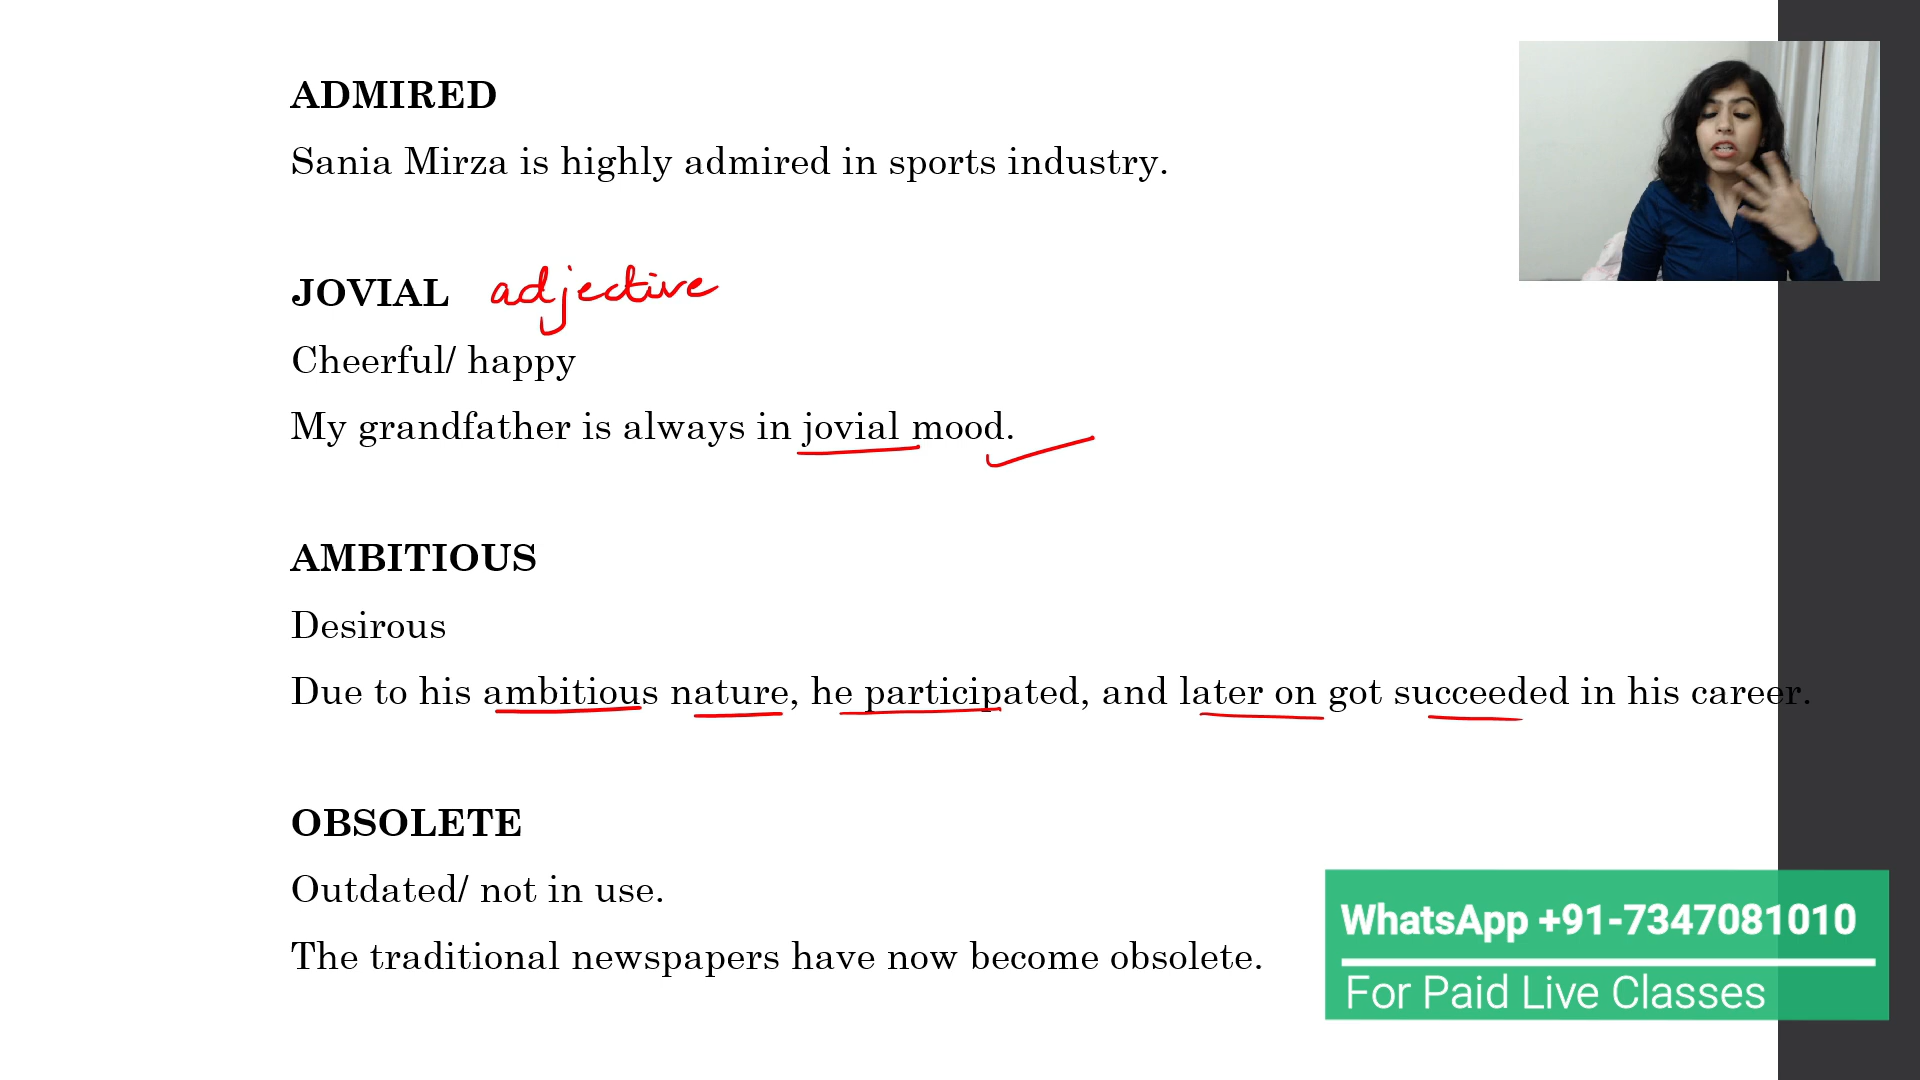 ADMIRED
Sania Mirza is highly admired in sports industry.
JOVIAL adjective
Cheerful/ happy
My grandfather is always in jovial mood.
AMBITIOUS
Desirous
Due to his ambitious nature, he participated, and later on got succeeded in his career.
OBSOLETE
Outdated/ not in use.
The traditional newspapers have now become obsolete.
WhatsApp +91-7347081010
For Paid Live Classes